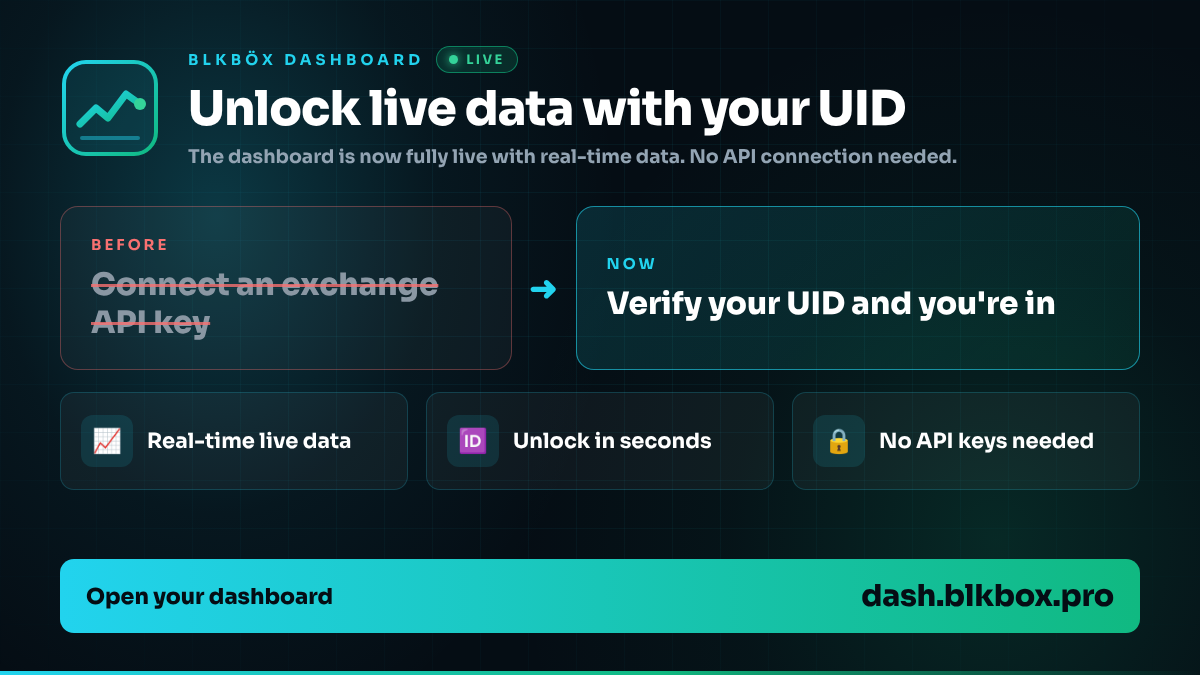 BLKBÖX DASHBOARD
LIVE
Unlock live data with your UID
The dashboard is now fully live with real-time data. No API connection needed.
BEFORE
Connect an exchange
API key
NOW
Verify your UID and you're in
Real-time live data
ID
Unlock in seconds
No API keys needed
Open your dashboard
dash.blkbox.pro